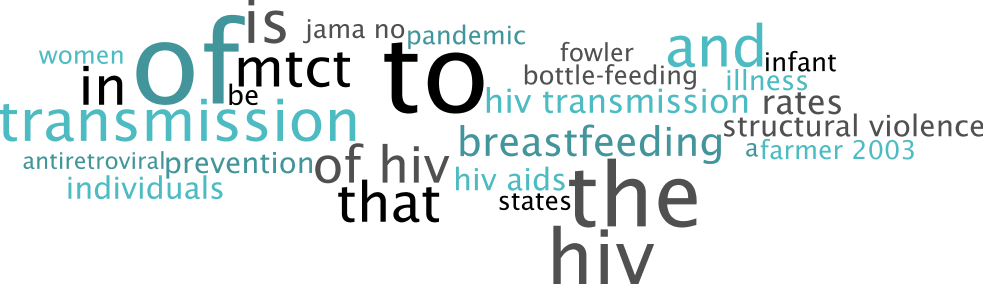 is
jama no
pandemic
women
of
to
and
fowler
infant
in
mtct
bottle-feeding
illness
be
hiv transmission
rates
transmission
breastfeeding
structural violence
antiretroviral
prevention
of hiv
a
farmer 2003
individuals
hiv aids
that
states
the
hiv